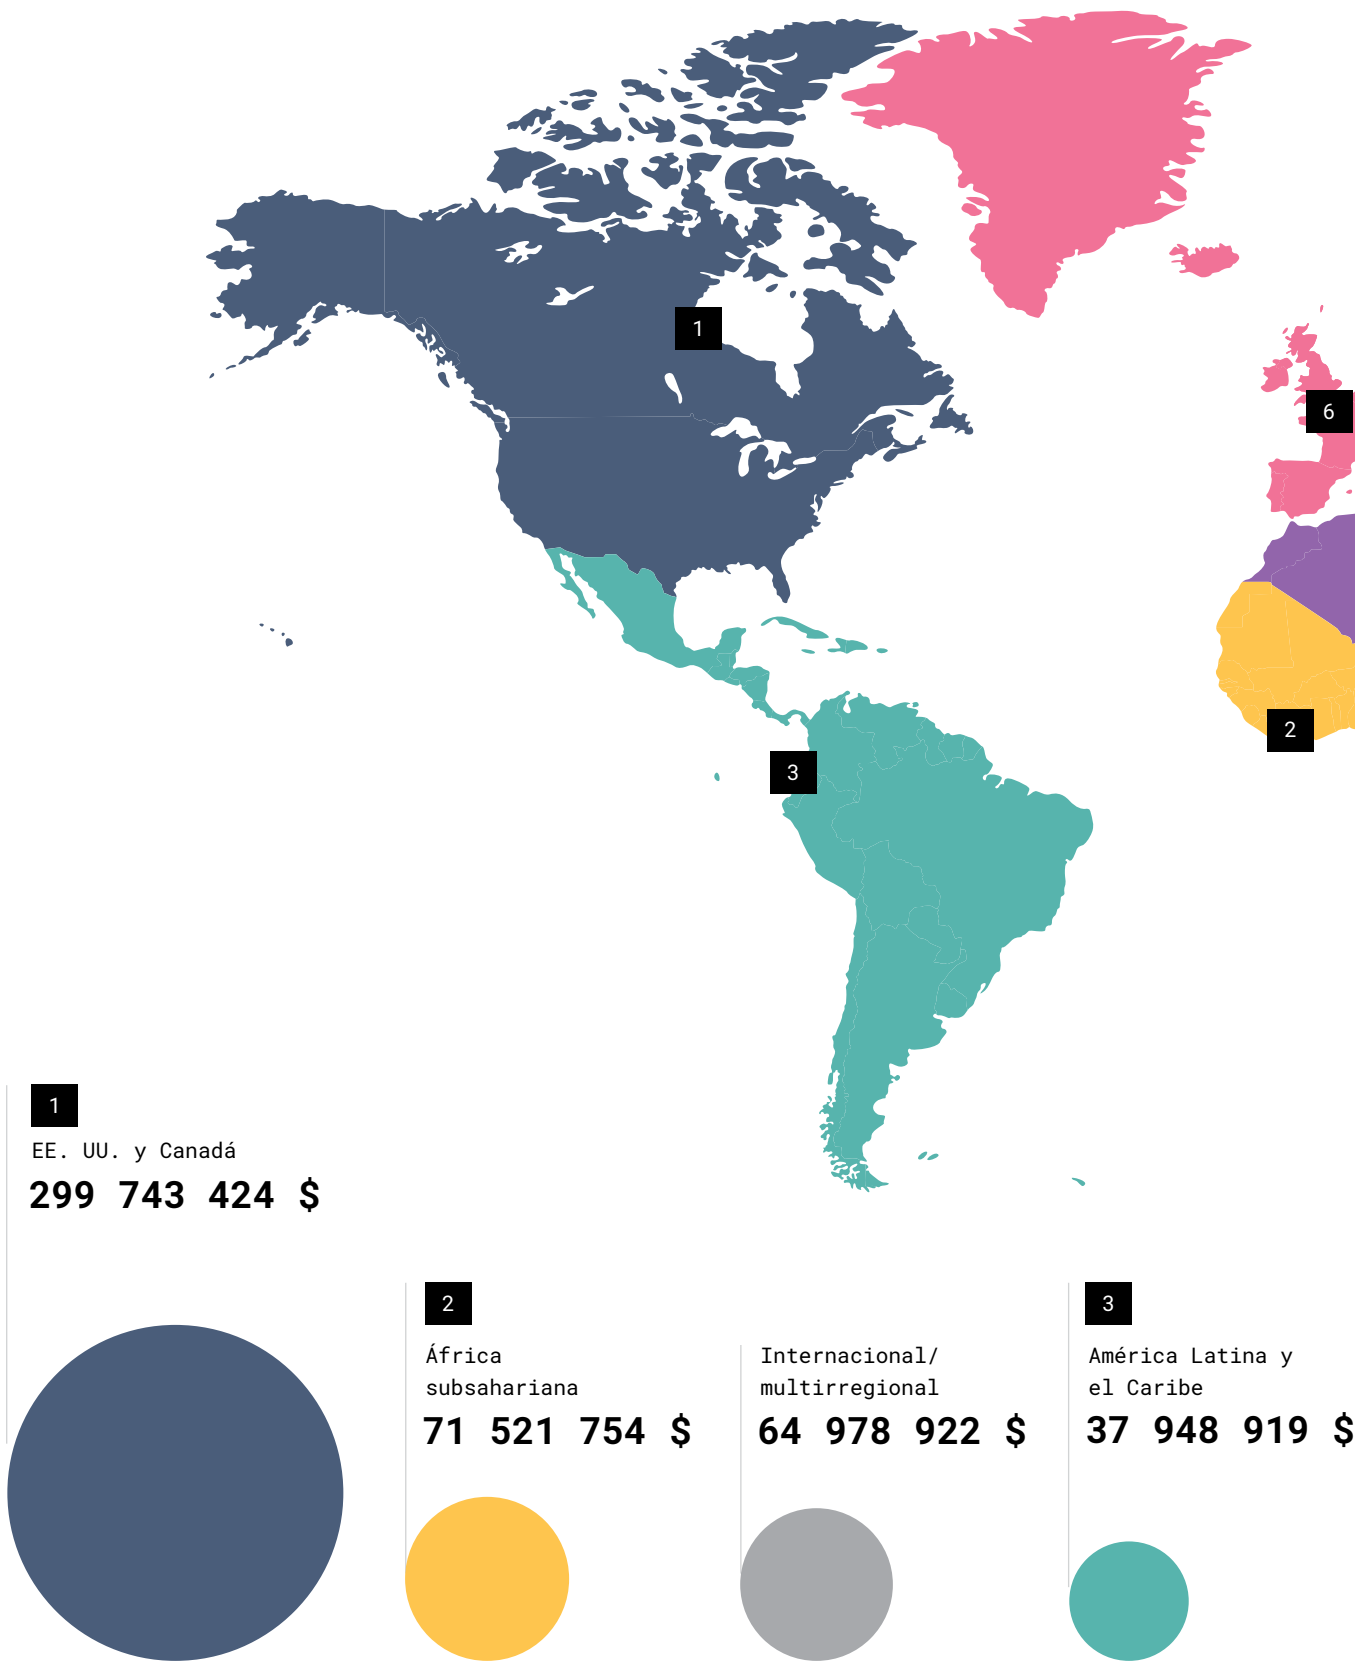 1
6
2
3
1
EE. UU. y Canadá
299 743 424 $
2
África
subsahariana
71 521 754 $
Internacional/
multirregional
64 978 922 $
3
América Latina y
el Caribe
37 948 919 $